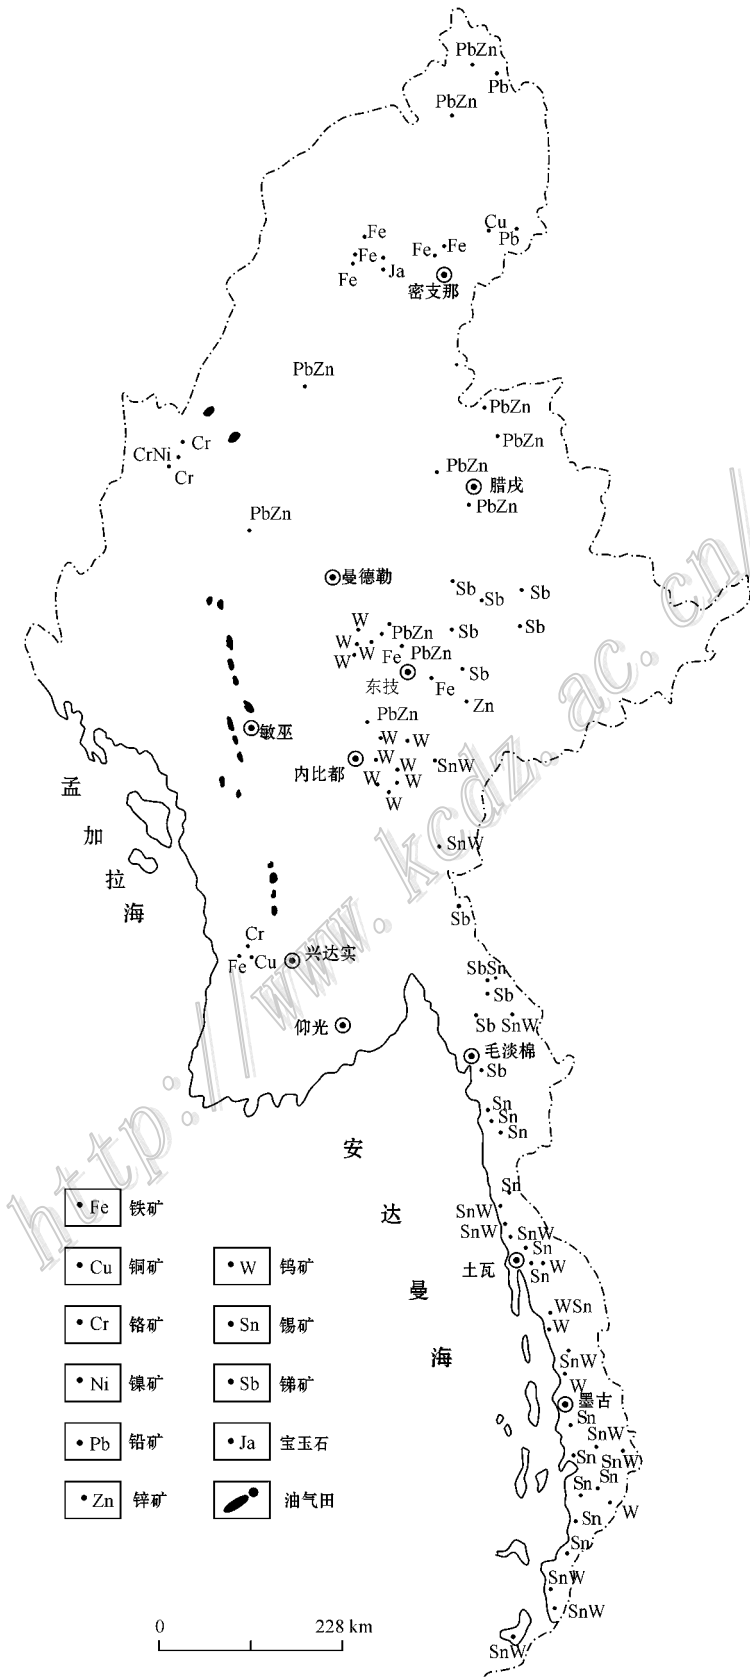 PbZn
Pb
PbZn
Cu
Pb
Fe
Fe
Fe
Fe
Fe
Ja
密支那
PbZn
PbZn
PbZn
Cr
CrNi
Cr
PbZn
腊戌
PbZn
PbZn
曼德勒
Sb
Sb
Sb
W
PbZn
Sb
Sb
W
W
Fe
PbZn
W
Sb
东技
Fe
Zn
PbZn
敏巫
W
W
内比都
W
SnW
W
W
W
孟加拉海
SnW
Sb
Cr
Fe
Cu
兴达实
SbSn
Sb
仰光
Sb
SnW
毛淡棉
Sb
Sn
Sn
Sn
安达曼海
Sn
SnW
SnW
SnW
Sn
土瓦
Sn
W
WSn
W
SnW
W
墨古
Sn
SnW
Sn
SnW
Sn
Sn
W
Sn
Sn
SnW
SnW
SnW
Fe 铁矿
Cu 铜矿
W 钨矿
Cr 铬矿
Sn 锡矿
Ni 镍矿
Sb 锑矿
Pb 铅矿
Ja 宝玉石
Zn 锌矿
油气田
0 228 km
http://www.kcdz.ac.cn/